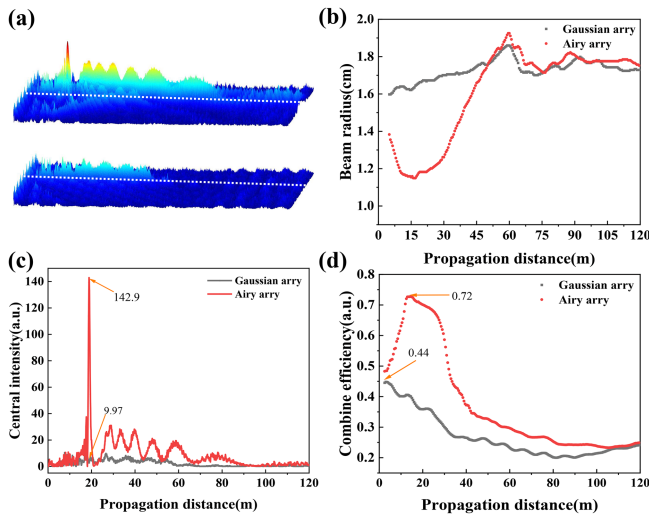 (a)
(b)
2.0
1.8
1.6
1.4
1.2
1.0
Beam radius(cm)
Gaussian arry
Airy arry
0 15 30 45 60 75 90 105 120
Propagation distance(m)
(c)
140
120
100
80
60
40
20
0
Central intensity(a.u.)
Gaussian arry
Airy arry
142.9
9.97
0 20 40 60 80 100 120
Propagation distance(m)
(d)
0.8
0.7
0.6
0.5
0.4
0.3
0.2
Combine efficiency(a.u.)
Gaussian arry
Airy arry
0.72
0.44
0 20 40 60 80 100 120
Propagation distance(m)